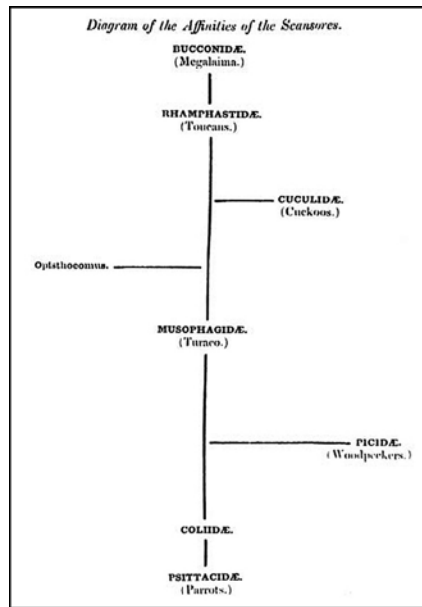 Diagram of the Affinities of the Scansores.
BUCCONIDÆ.
(Megalaima.)
RHAMPHASTIDÆ.
(Toucans.)
CUCULIDÆ.
(Cuckoos.)
Opisthocomus.
MUSOPHAGIDÆ.
(Turaco.)
PICIDÆ.
(Woodpeckers.)
COLIIDÆ.
PSITTACIDÆ.
(Parrots.)